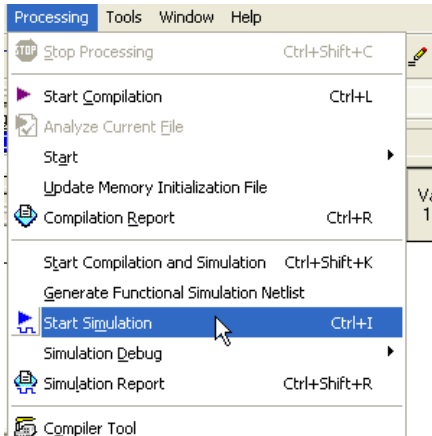 Processing Tools Window Help
STOP Stop Processing Ctrl+Shift+C
Start Compilation Ctrl+L
Analyze Current File
Start
Update Memory Initialization File
Compilation Report Ctrl+R
Start Compilation and Simulation Ctrl+Shift+K
Generate Functional Simulation Netlist
Start Simulation Ctrl+I
Simulation Debug
Simulation Report Ctrl+Shift+R
Compiler Tool